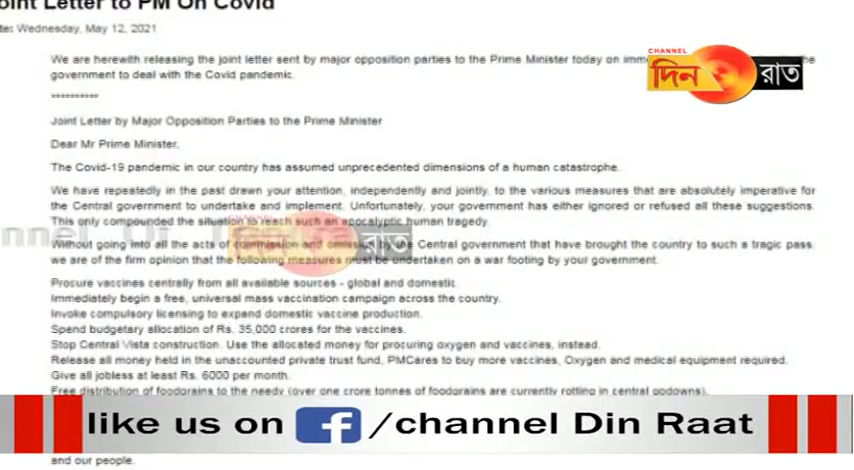 Joint Letter to PM On Covid
Date: Wednesday, May 12, 2021
CHANNEL
দিন রাত
We are herewith releasing the joint letter sent by major opposition parties to the Prime Minister today on the
government to deal with the Covid pandemic.
**********
Joint Letter by Major Opposition Parties to the Prime Minister
Dear Mr Prime Minister,
The Covid-19 pandemic in our country has assumed unprecedented dimensions of a human catastrophe.
We have repeatedly in the past drawn your attention, independently and jointly, to the various measures that are absolutely imperative for
the Central government to undertake and implement. Unfortunately, your government has either ignored or refused all these suggestions.
This only compounded the situation to reach such an apocalyptic human tragedy.
Without going into all the acts of commission and omission Central government that have brought the country to such a tragic pass,
we are of the firm opinion that the following measures must be undertaken on a war footing by your government.
Procure vaccines centrally from all available sources - global and domestic.
Immediately begin a free, universal mass vaccination campaign across the country.
Invoke compulsory licensing to expand domestic vaccine production.
Spend budgetary allocation of Rs. 35,000 crores for the vaccines.
Stop Central Vista construction. Use the allocated money for procuring oxygen and vaccines, instead.
Release all money held in the unaccounted private trust fund, PMCares to buy more vaccines, Oxygen and medical equipment required.
Give all jobless at least Rs. 6000 per month.
Free distribution of foodgrains to the needy (over one crore tonnes of foodgrains are currently rotting in central godowns).
like us on f/channel Din Raat
and our people.